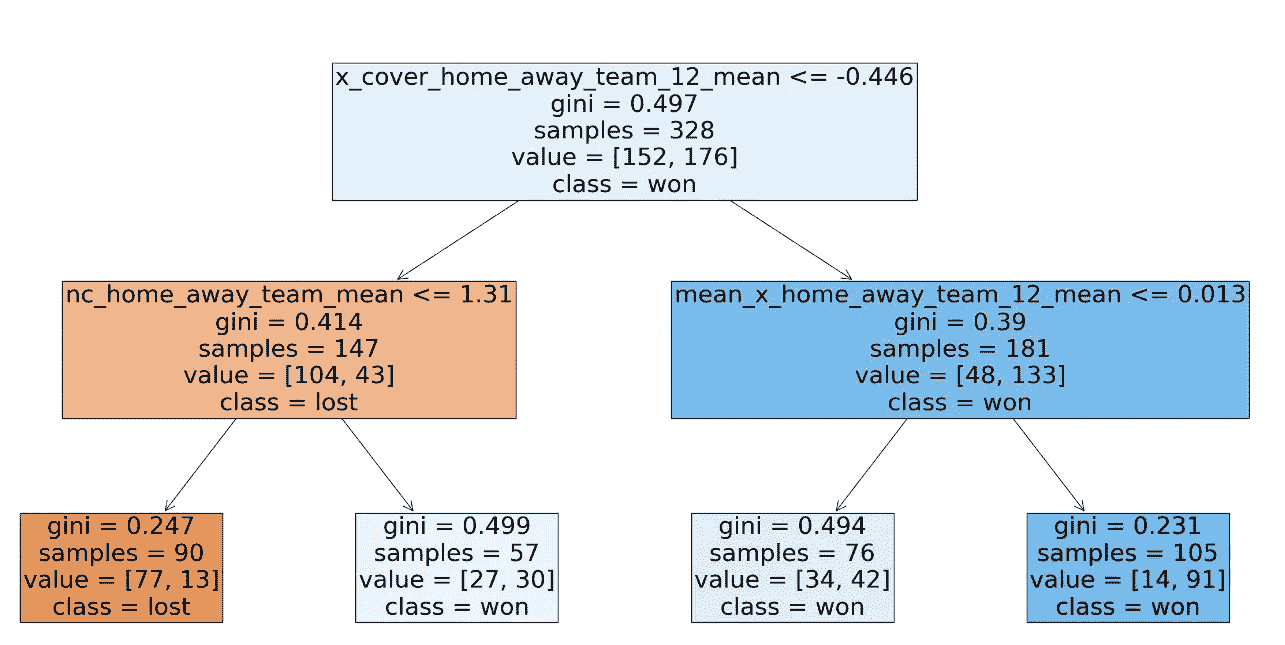 x_cover_home_away_team_12_mean <= -0.446
gini = 0.497
samples = 328
value = [152, 176]
class = won
nc_home_away_team_mean <= 1.31
gini = 0.414
samples = 147
value = [104, 43]
class = lost
mean_x_home_away_team_12_mean <= 0.013
gini = 0.39
samples = 181
value = [48, 133]
class = won
gini = 0.247
samples = 90
value = [77, 13]
class = lost
gini = 0.499
samples = 57
value = [27, 30]
class = won
gini = 0.494
samples = 76
value = [34, 42]
class = won
gini = 0.231
samples = 105
value = [14, 91]
class = won